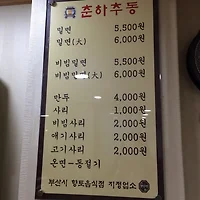 춘하추동
밀면 5,500원
밀면(大) 6,000원
비빔밀면 5,500원
비빔밀면(大) 6,000원
만두 4,000원
사리 1,000원
비빔사리 2,000원
애기사리 2,000원
고기사리 2,000원
온면-동절기
부산시 향토음식점 지정업소